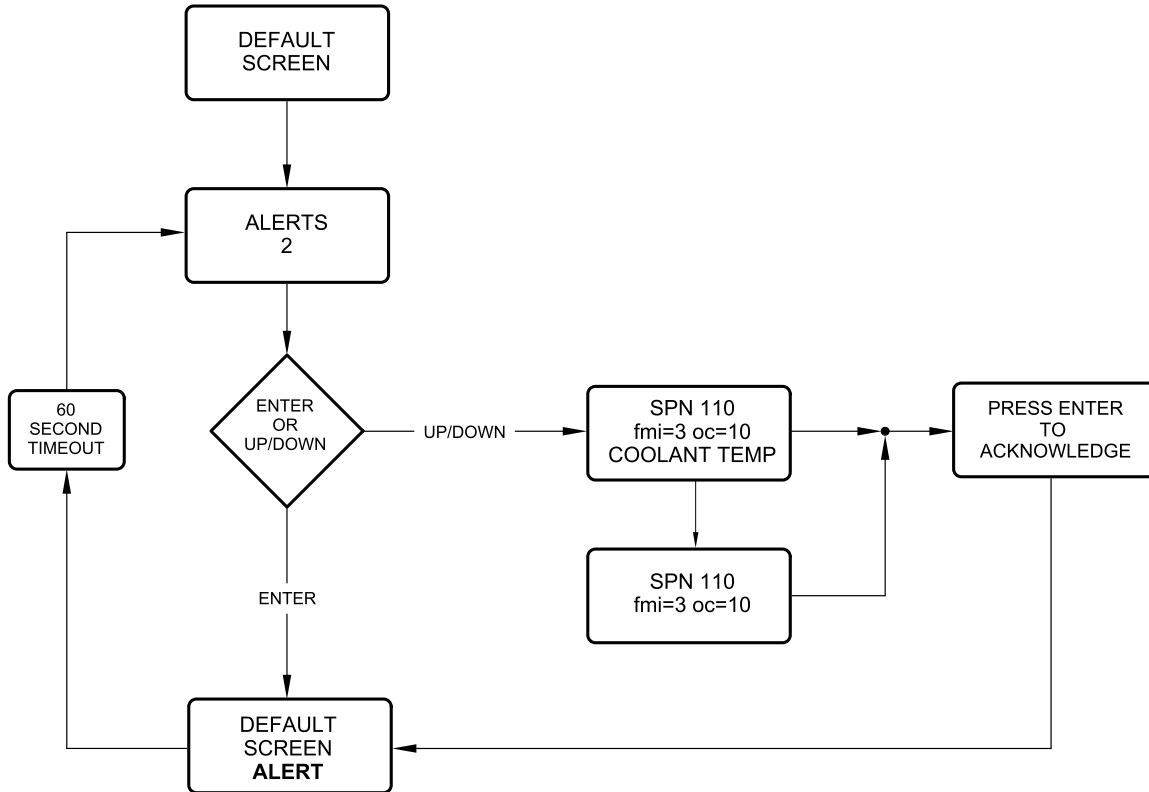 DEFAULT
SCREEN
ALERTS
2
60
SECOND
TIMEOUT
ENTER
OR
UP/DOWN
UP/DOWN
SPN 110
fmi=3 oc=10
COOLANT TEMP
PRESS ENTER
TO
ACKNOWLEDGE
SPN 110
fmi=3 oc=10
ENTER
DEFAULT
SCREEN
ALERT